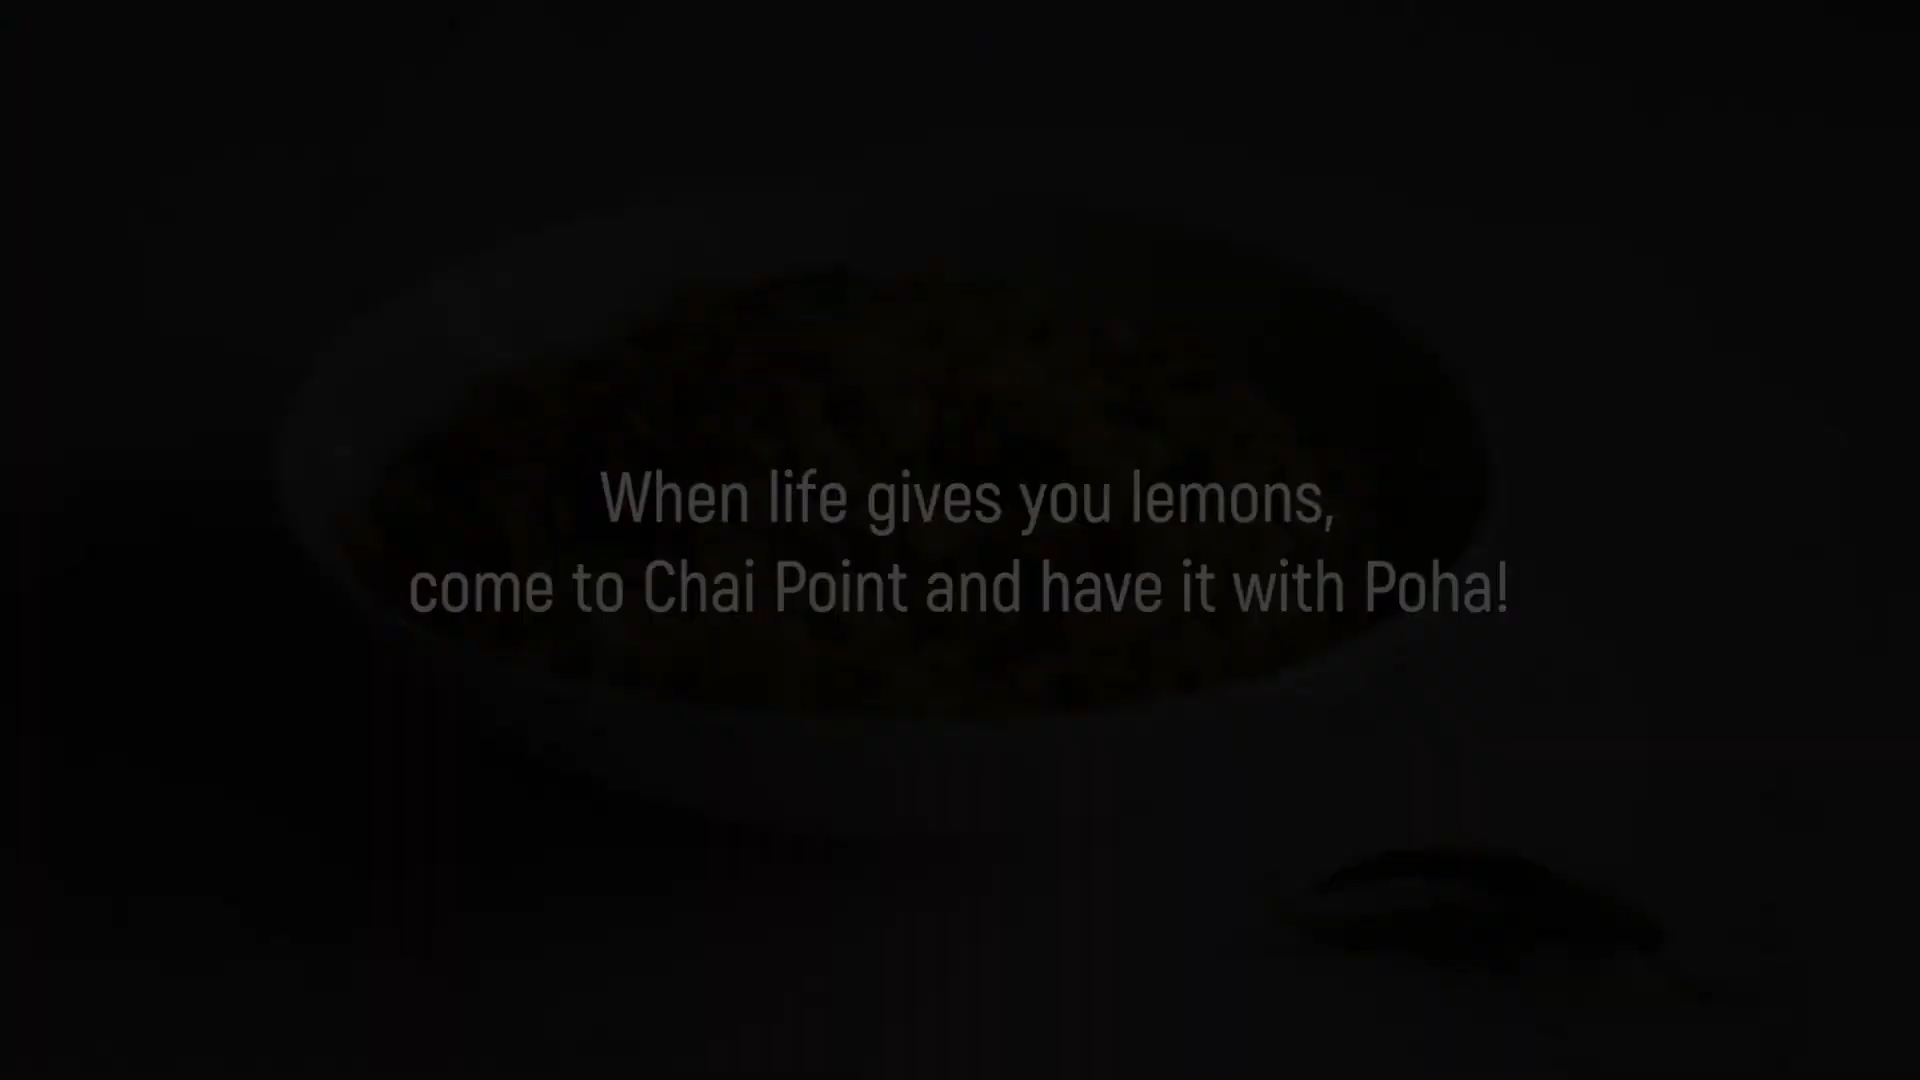 When life gives you lemons,
come to Chai Point and have it with Poha!